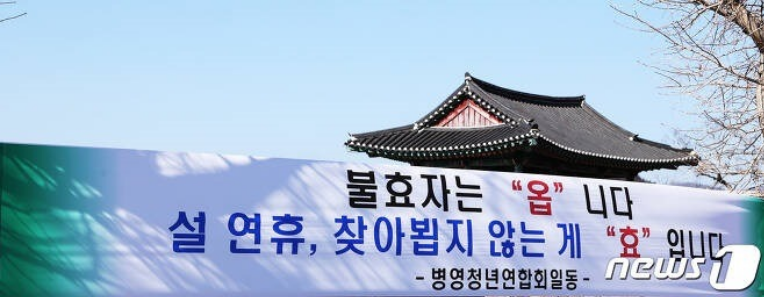 불효자는 “옵” 니다
설 연휴, 찾아뵙지 않는게 “효” 입니다
- 병영청년연합회일동 -
news1